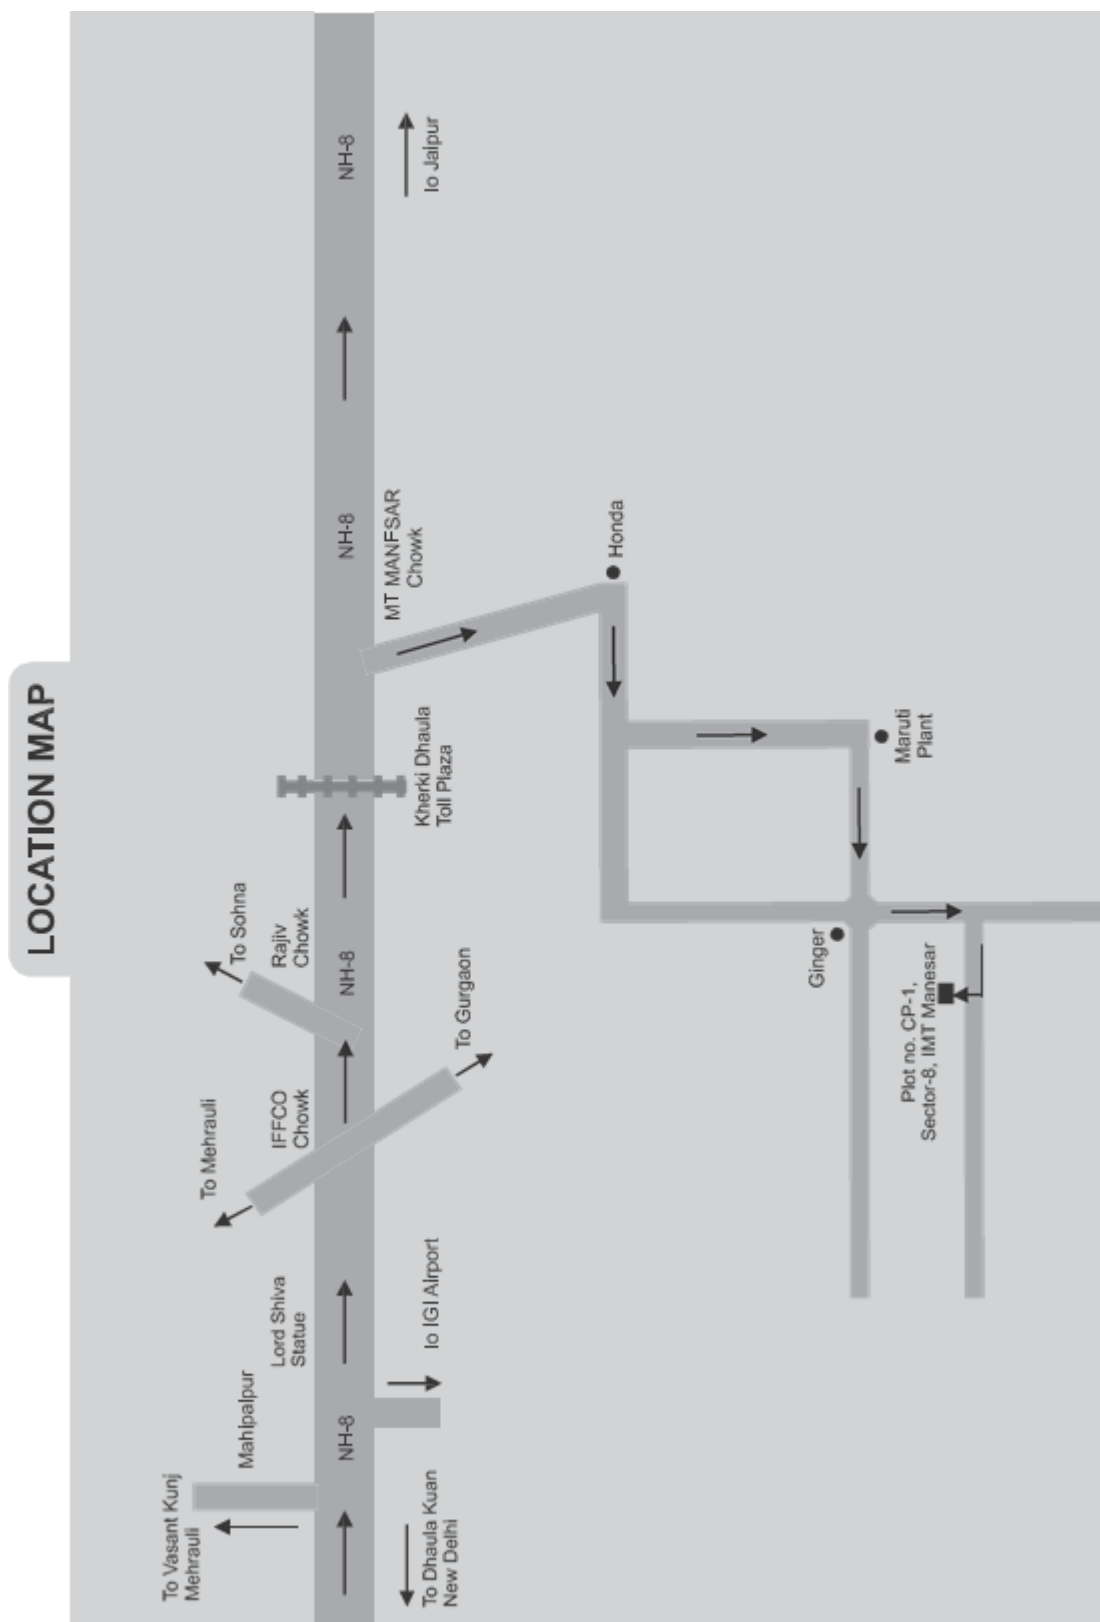 LOCATION MAP
To Vasant Kunj
Mehrauli
Mahipalpur
Lord Shiva
Statue
To Mehrauli
IFFCO
Chowk
To Sohna
Rajiv
Chowk
NH-8
NH-8
NH-8
NH-8
To Dhaula Kuan
New Delhi
Io IGI Airport
To Gurgaon
Kherki Dhaula
Toll Plaza
MT MANFSAR
Chowk
Io Jaipur
Honda
Ginger
Maruti
Plant
Plot no. CP-1,
Sector-8, IMT Manesar